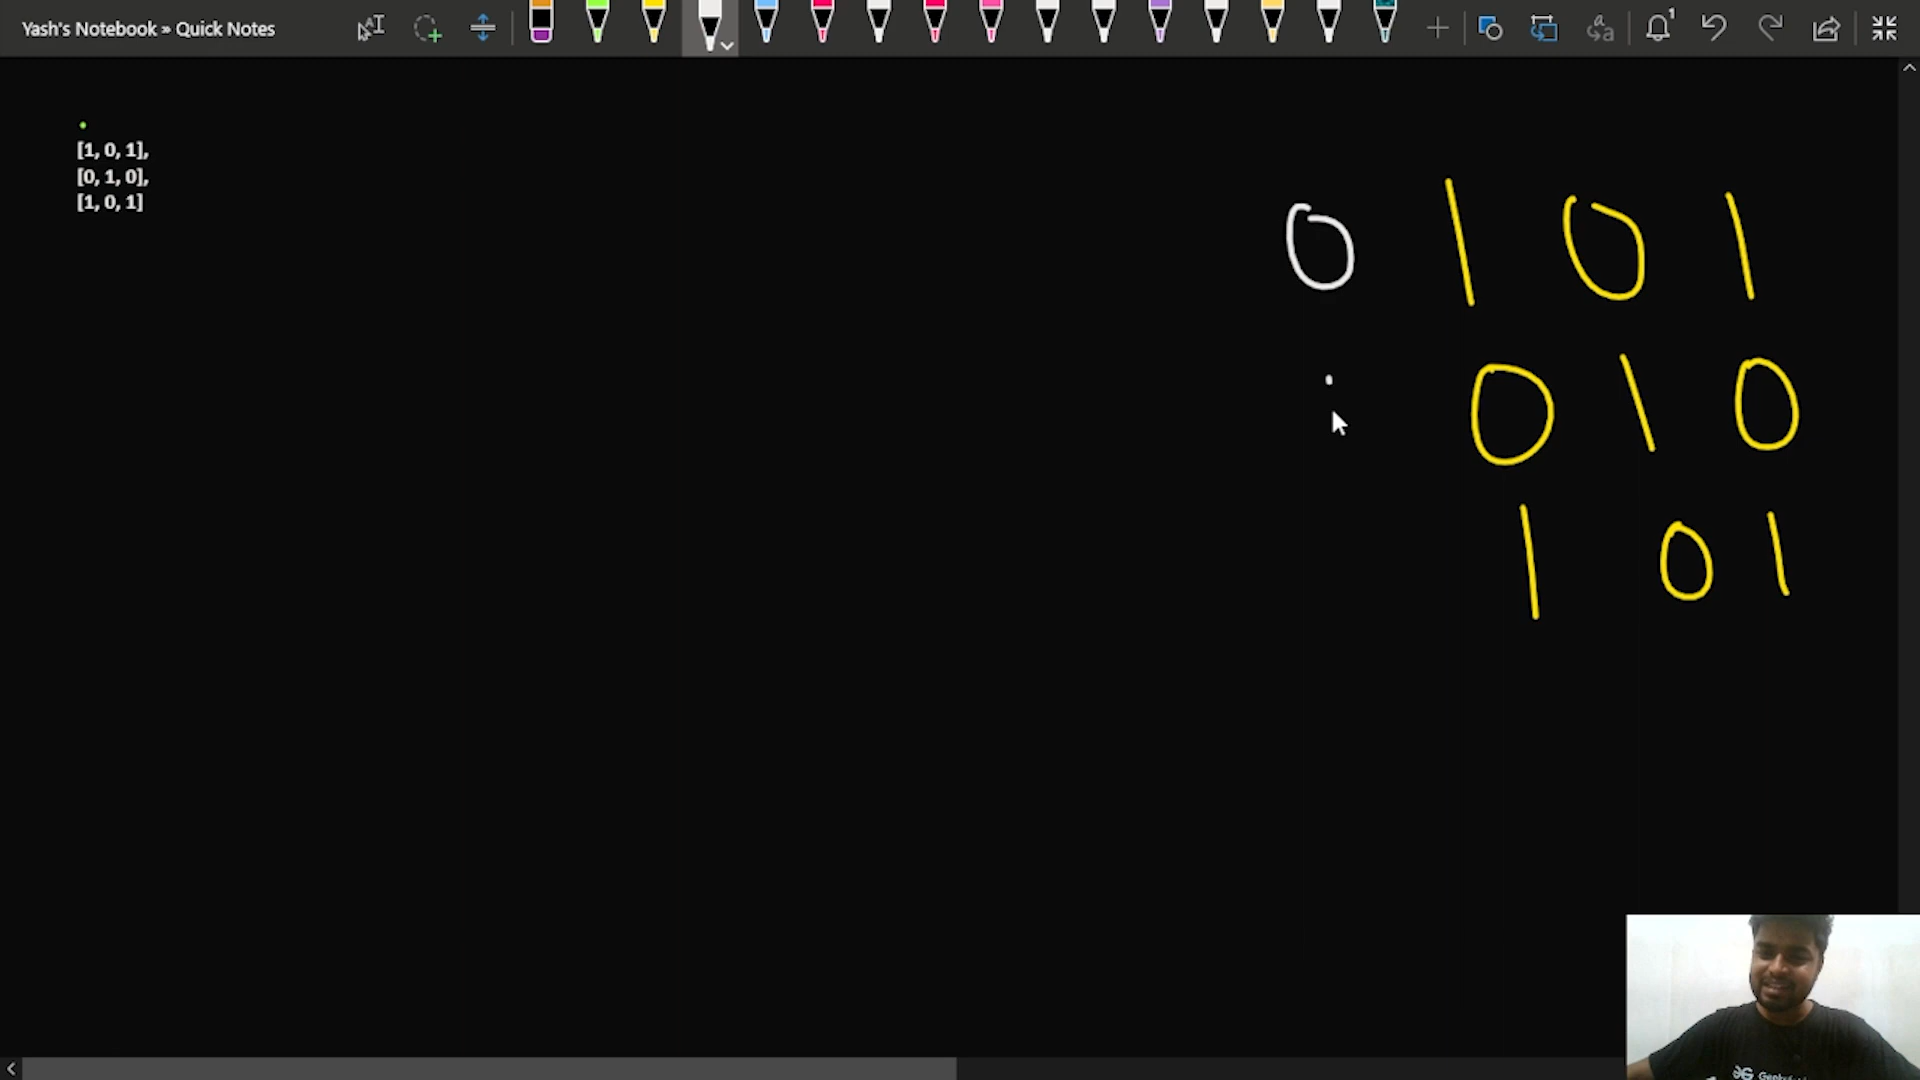 Yash's Notebook » Quick Notes
[1, 0, 1],
[0, 1, 0],
[1, 0, 1]
0 1 0 1
0 1 0
1 0 1